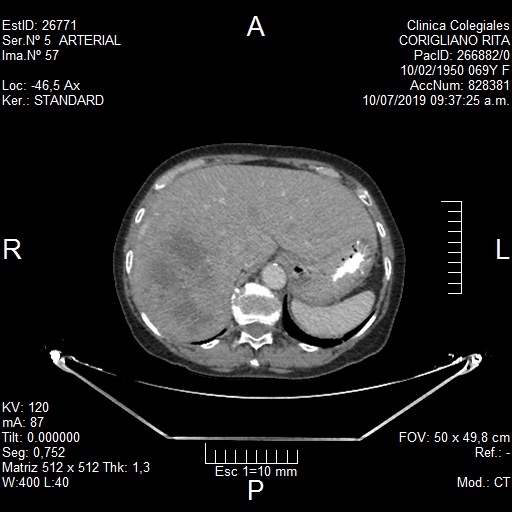 EstID: 26771
Ser.Nº 5 ARTERIAL
Ima.Nº 57
Loc: -46,5 Ax
Ker.: STANDARD
A
Clinica Colegiales
CORIGLIANO RITA
PacID: 266882/0
10/02/1950 069Y F
AccNum: 828381
10/07/2019 09:37:25 a.m.
R
L
KV: 120
mA: 87
Tilt: 0.000000
Seg: 0,752
Matriz 512 x 512 Thk: 1,3
W:400 L:40
Esc 1=10 mm
P
FOV: 50 x 49,8 cm
Ref.: -
Mod.: CT